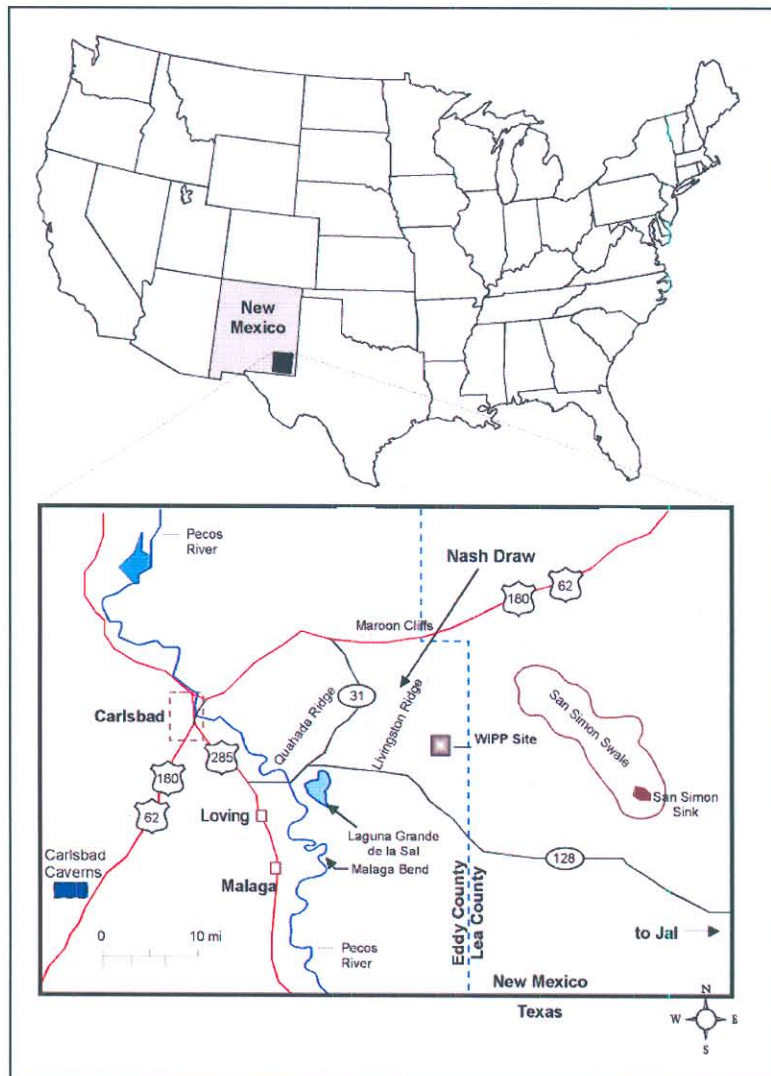 New
Mexico
Pecos
River
Nash Draw
180
62
Maroon Cliffs
31
Quahada Ridge
Livingston Ridge
San Simon Swale
Carlsbad
WIPP Site
285
180
62
San Simon
Sink
Loving
Laguna Grande
de la Sal
Carlsbad
Caverns
Malaga
Malaga Bend
128
Eddy County
Lea County
0 10 mi
to Jal
Pecos
River
New Mexico
Texas
N
W E
S